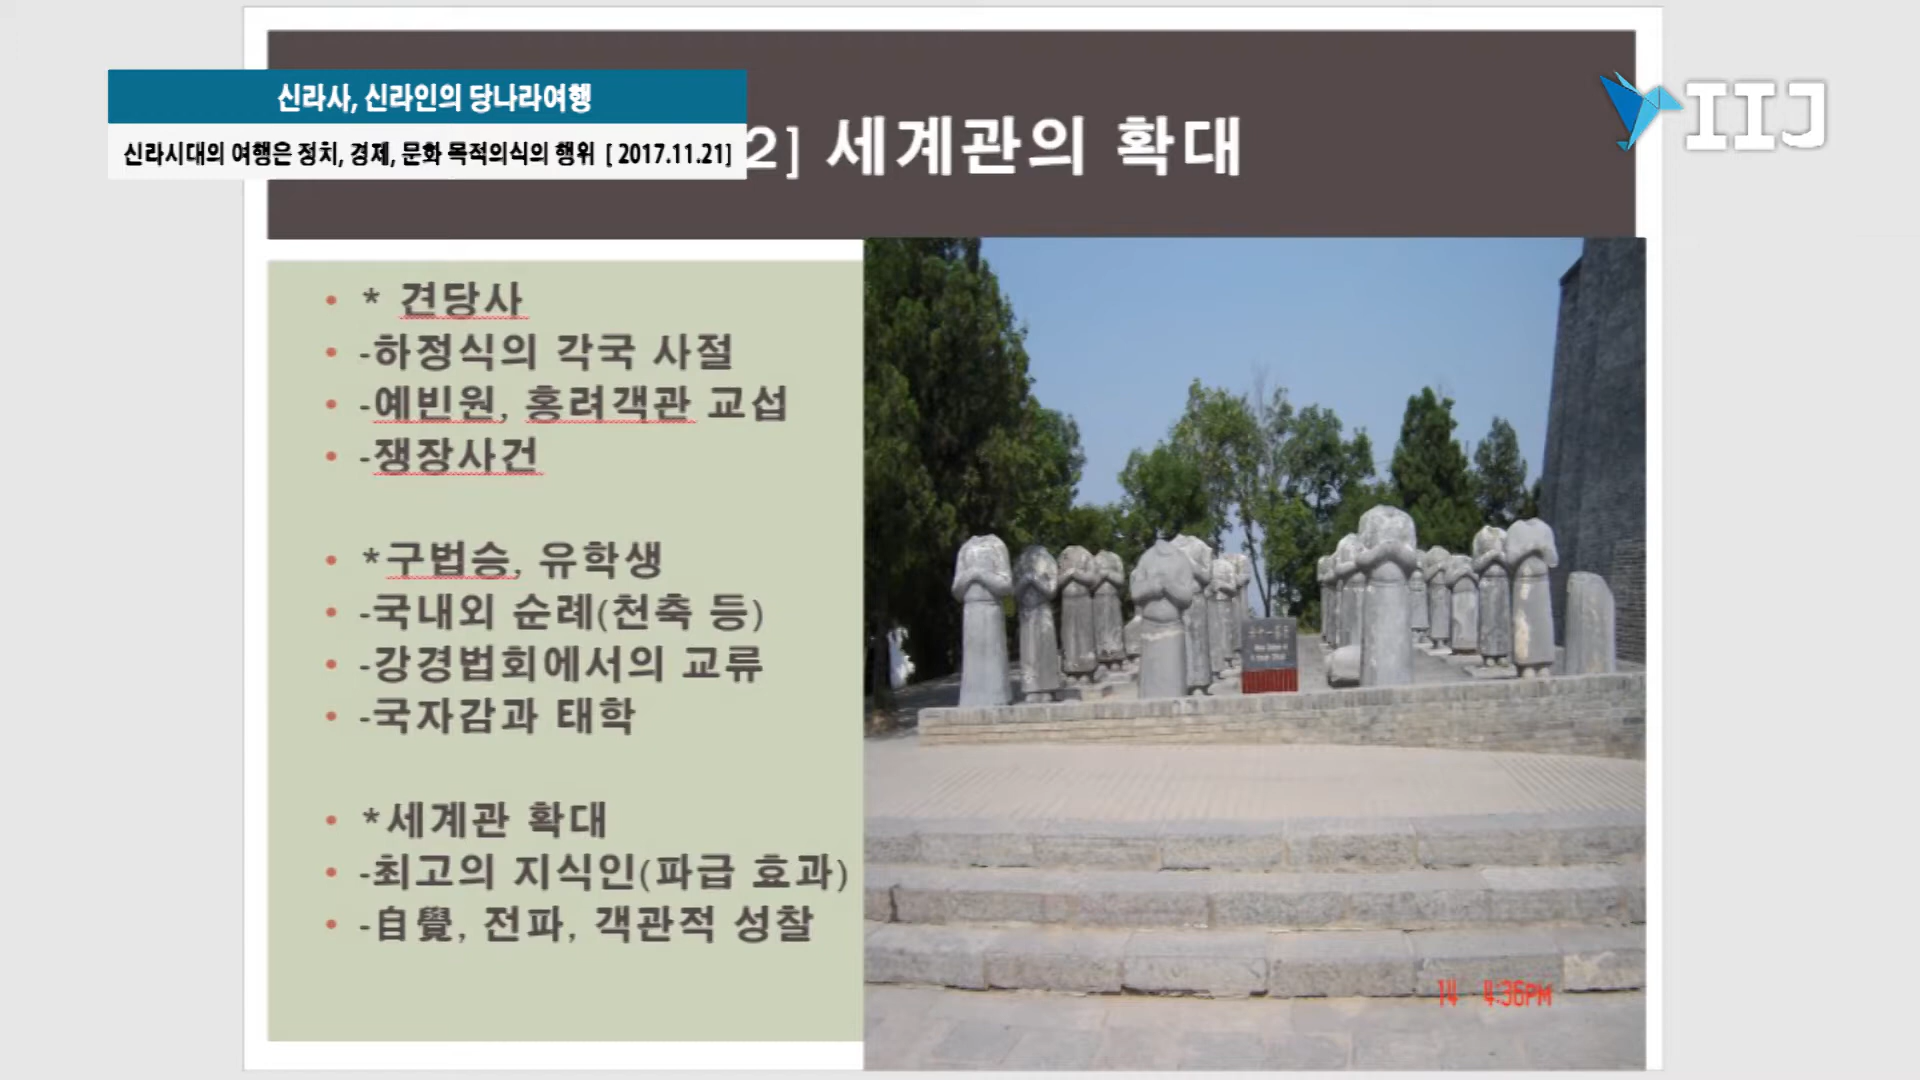 신라사, 신라인의 당나라여행
신라시대의 여행은 정치, 경제, 문화 목적의식의 행위 [ 2017.11.21]
2] 세계관의 확대
IIJ
• * 견당사
• -하정식의 각국 사절
• -예빈원, 홍려객관 교섭
• -쟁장사건
• *구법승, 유학생
• -국내외 순례(천축 등)
• -강경법회에서의 교류
• -국자감과 태학
• *세계관 확대
• -최고의 지식인(파급 효과)
• -自覺, 전파, 객관적 성찰
14 4:36PM